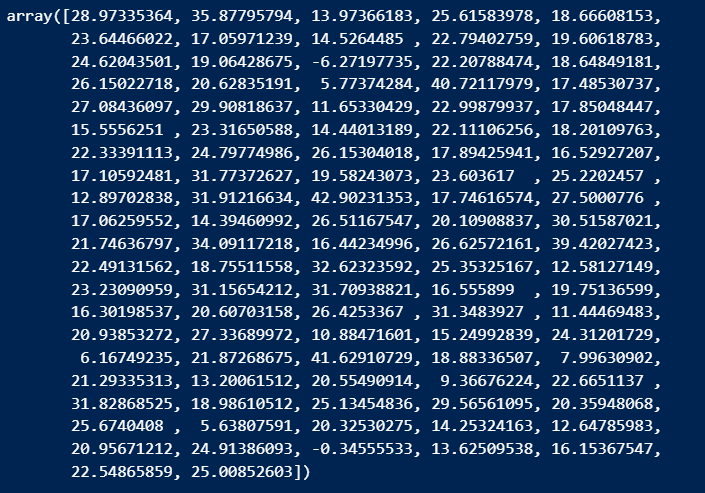 array([28.97335364, 35.87795794, 13.97366183, 25.61583978, 18.66608153,
23.64466022, 17.05971239, 14.5264485 , 22.79402759, 19.60618783,
24.62043501, 19.06428675, -6.27197735, 22.20788474, 18.64849181,
26.15022718, 20.62835191, 5.77374284, 40.72117979, 17.48530737,
27.08436097, 29.90818637, 11.65330429, 22.99879937, 17.85048447,
15.5556251 , 23.31650588, 14.44013189, 22.11106256, 18.20109763,
22.33391113, 24.79774986, 26.15304018, 17.89425941, 16.52927207,
17.10592481, 31.77372627, 19.58243073, 23.603617 , 25.2202457 ,
12.89702838, 31.91216634, 42.90231353, 17.74616574, 27.5000776 ,
17.06259552, 14.39460992, 26.51167547, 20.10908837, 30.51587021,
21.74636797, 34.09117218, 16.44234996, 26.62572161, 39.42027423,
22.49131562, 18.75511558, 32.62323592, 25.35325167, 12.58127149,
23.23090959, 31.15654212, 31.70938821, 16.555899 , 19.75136599,
16.30198537, 20.60703158, 26.4253367 , 31.3483927 , 11.44469483,
20.93853272, 27.33689972, 10.88471601, 15.24992839, 24.31201729,
6.16749235, 21.87268675, 41.62910729, 18.88336507, 7.99630902,
21.29335313, 13.20061512, 20.55490914, 9.36676224, 22.6651137 ,
31.82868525, 18.98610512, 25.13454836, 29.56561095, 20.35948068,
25.6740408 , 5.63807591, 20.32530275, 14.25324163, 12.64785983,
20.95671212, 24.91386093, -0.34555533, 13.62509538, 16.15367547,
22.54865859, 25.00852603])